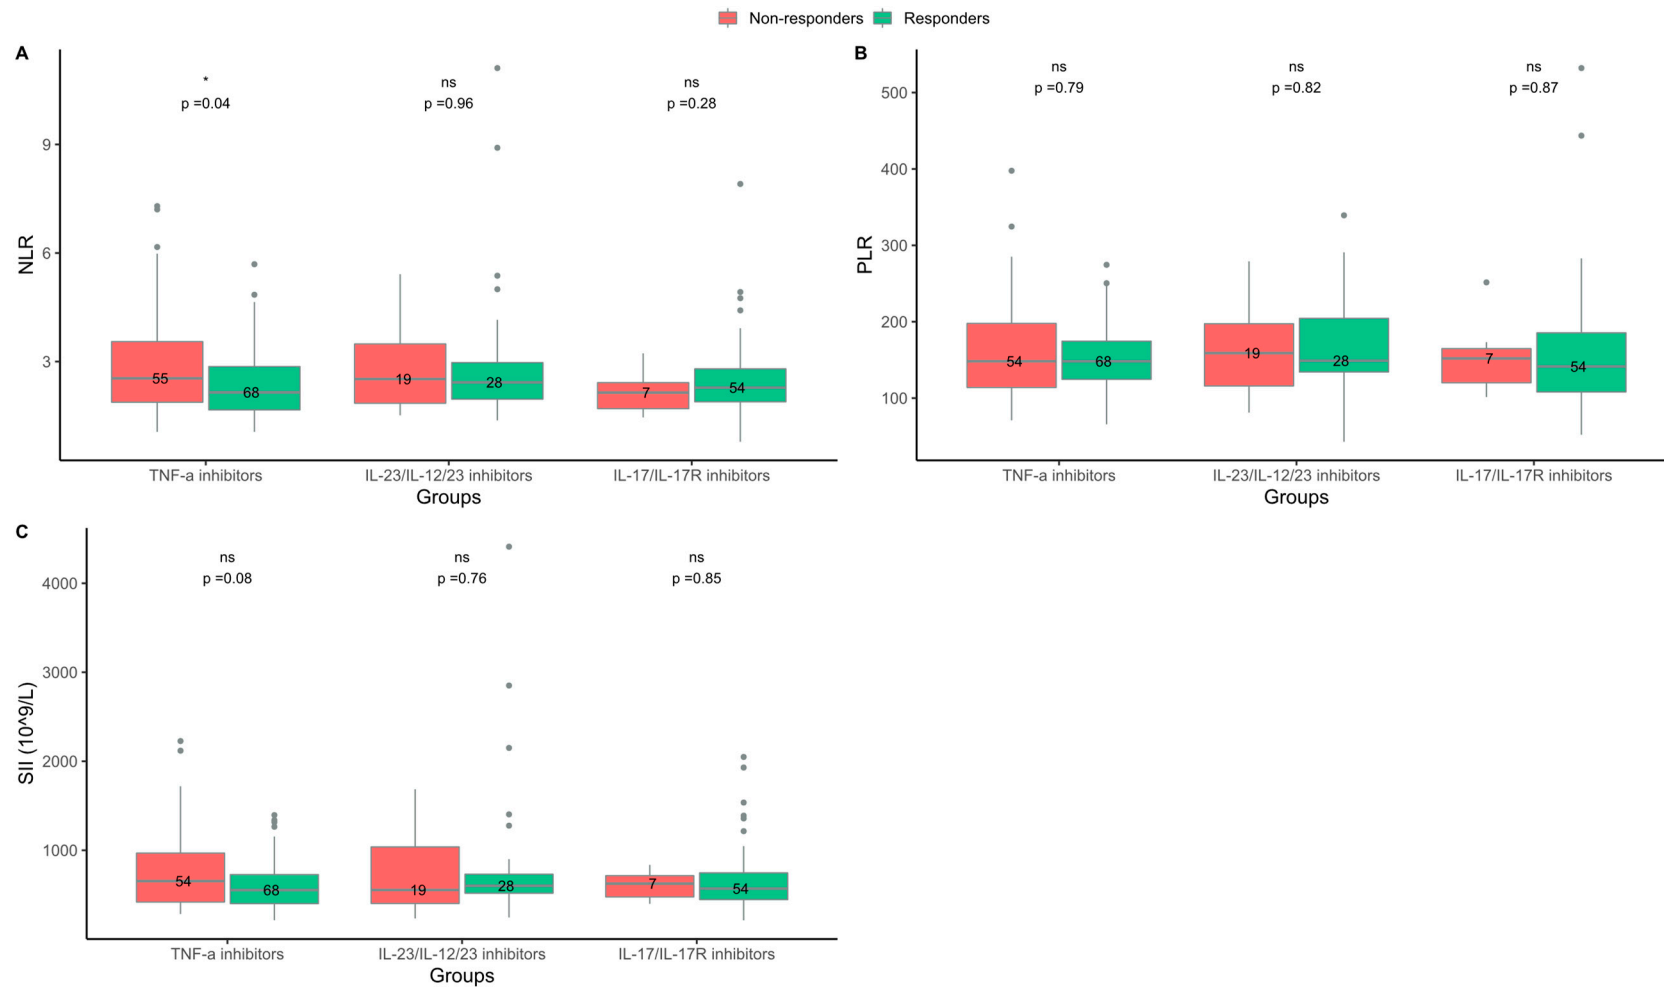 Non-responders Responders
A
* ns ns
p =0.04 p =0.96 p =0.28
9
6
3
NLR
55 68 19 28 7 54
TNF-a inhibitors IL-23/IL-12/23 inhibitors IL-17/IL-17R inhibitors
Groups
B
ns ns ns
p =0.79 p =0.82 p =0.87
500
400
300
200
100
PLR
54 68 19 28 7 54
TNF-a inhibitors IL-23/IL-12/23 inhibitors IL-17/IL-17R inhibitors
Groups
C
ns ns ns
p =0.08 p =0.76 p =0.85
4000
3000
2000
1000
SII (10^9/L)
54 68 19 28 7 54
TNF-a inhibitors IL-23/IL-12/23 inhibitors IL-17/IL-17R inhibitors
Groups